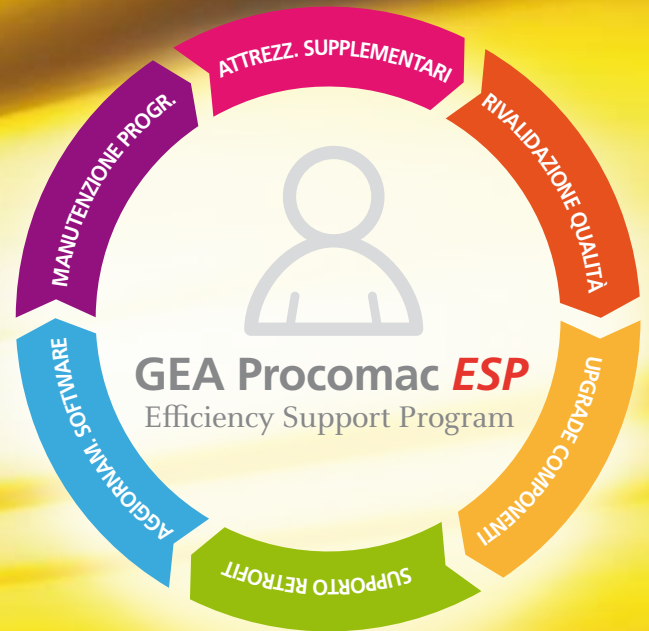 ATTREZZ. SUPPLEMENTARI
RIVALIDAZIONE QUALITÀ
UPGRADE COMPONENTI
SUPPORTO RETROFIT
AGGIORNAM. SOFTWARE
MANUTENZIONE PROGR.
GEA Procomac ESP
Efficiency Support Program